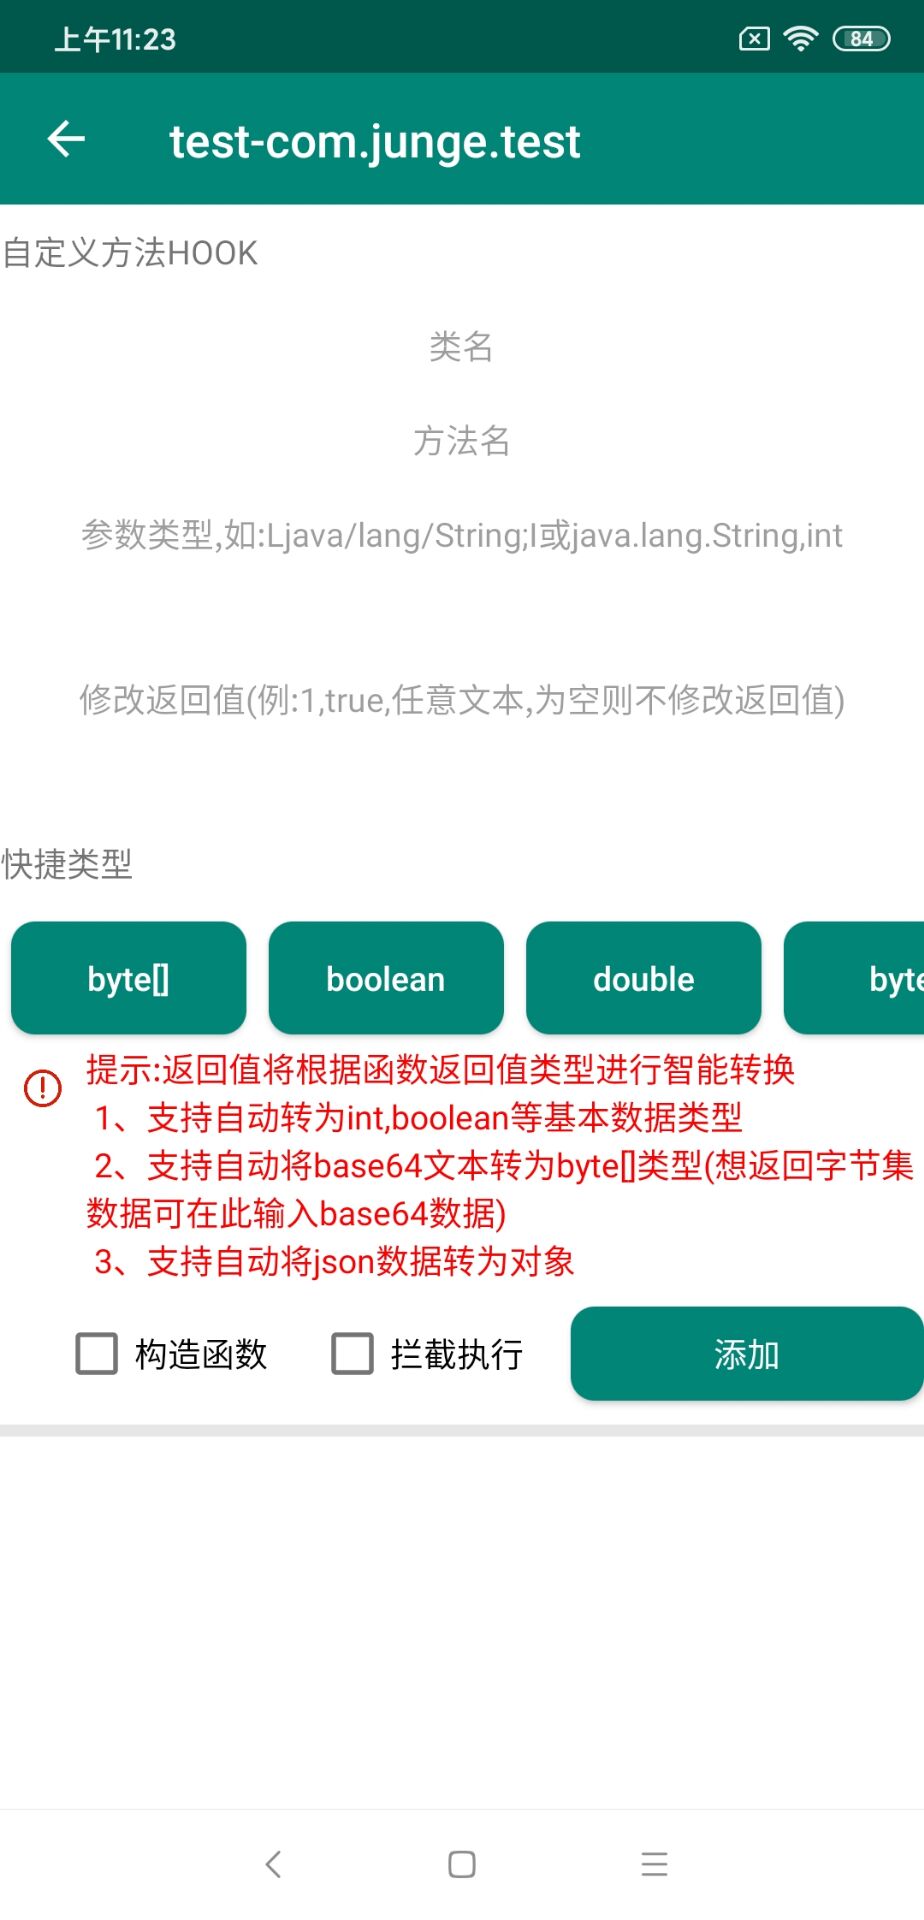 上午11:23
84
test-com.junge.test
自定义方法HOOK
类名
方法名
参数类型,如:Ljava/lang/String;I或java.lang.String,int
修改返回值(例:1,true,任意文本,为空则不修改返回值)
快捷类型
byte[]
boolean
double
byte
提示:返回值将根据函数返回值类型进行智能转换
1、支持自动转为int,boolean等基本数据类型
2、支持自动将base64文本转为byte[]类型(想返回字节集
数据可在此输入base64数据)
3、支持自动将json数据转为对象
构造函数
拦截执行
添加